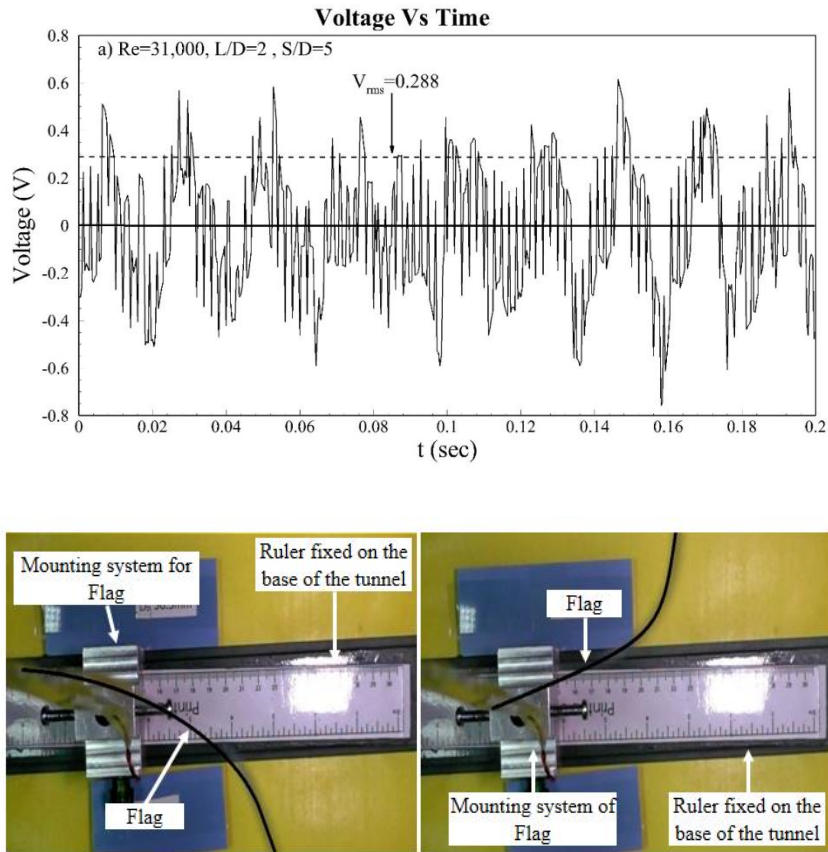 Voltage Vs Time
a) Re=31,000, L/D=2 , S/D=5
Vrms=0.288
Voltage (V)
0.8
0.6
0.4
0.2
0
-0.2
-0.4
-0.6
-0.8
0 0.02 0.04 0.06 0.08 0.1 0.12 0.14 0.16 0.18 0.2
t (sec)
Mounting system for
Flag
Ruler fixed on the
base of the tunnel
Flag
Flag
Mounting system of
Flag
Ruler fixed on the
base of the tunnel